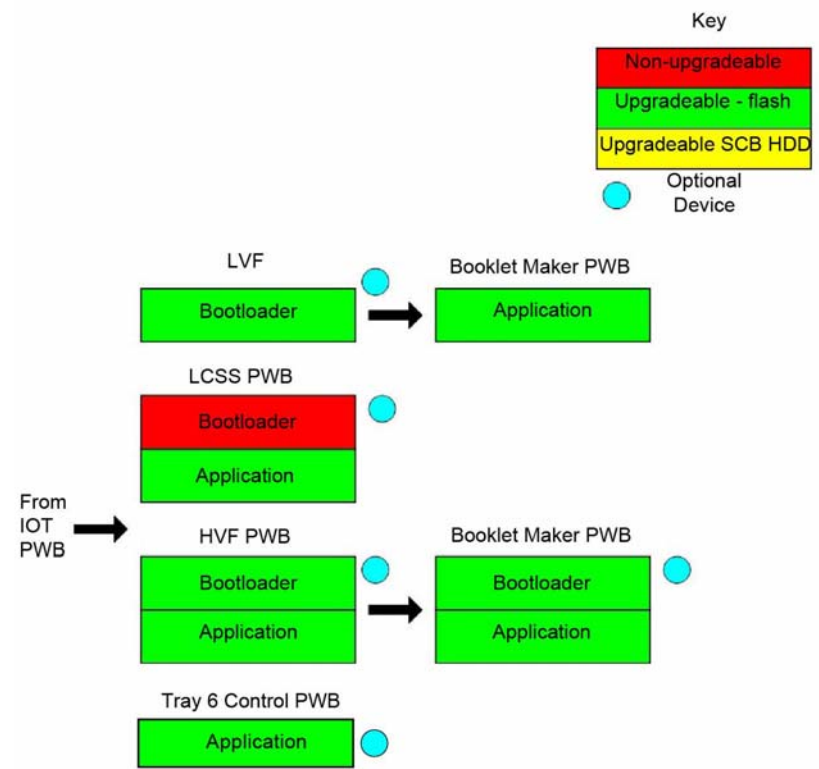 Key
Non-upgradeable
Upgradeable - flash
Upgradeable SCB HDD
Optional
Device
LVF
Bootloader
Booklet Maker PWB
Application
LCSS PWB
Bootloader
Application
From
IOT
PWB
HVF PWB
Bootloader
Application
Booklet Maker PWB
Bootloader
Application
Tray 6 Control PWB
Application